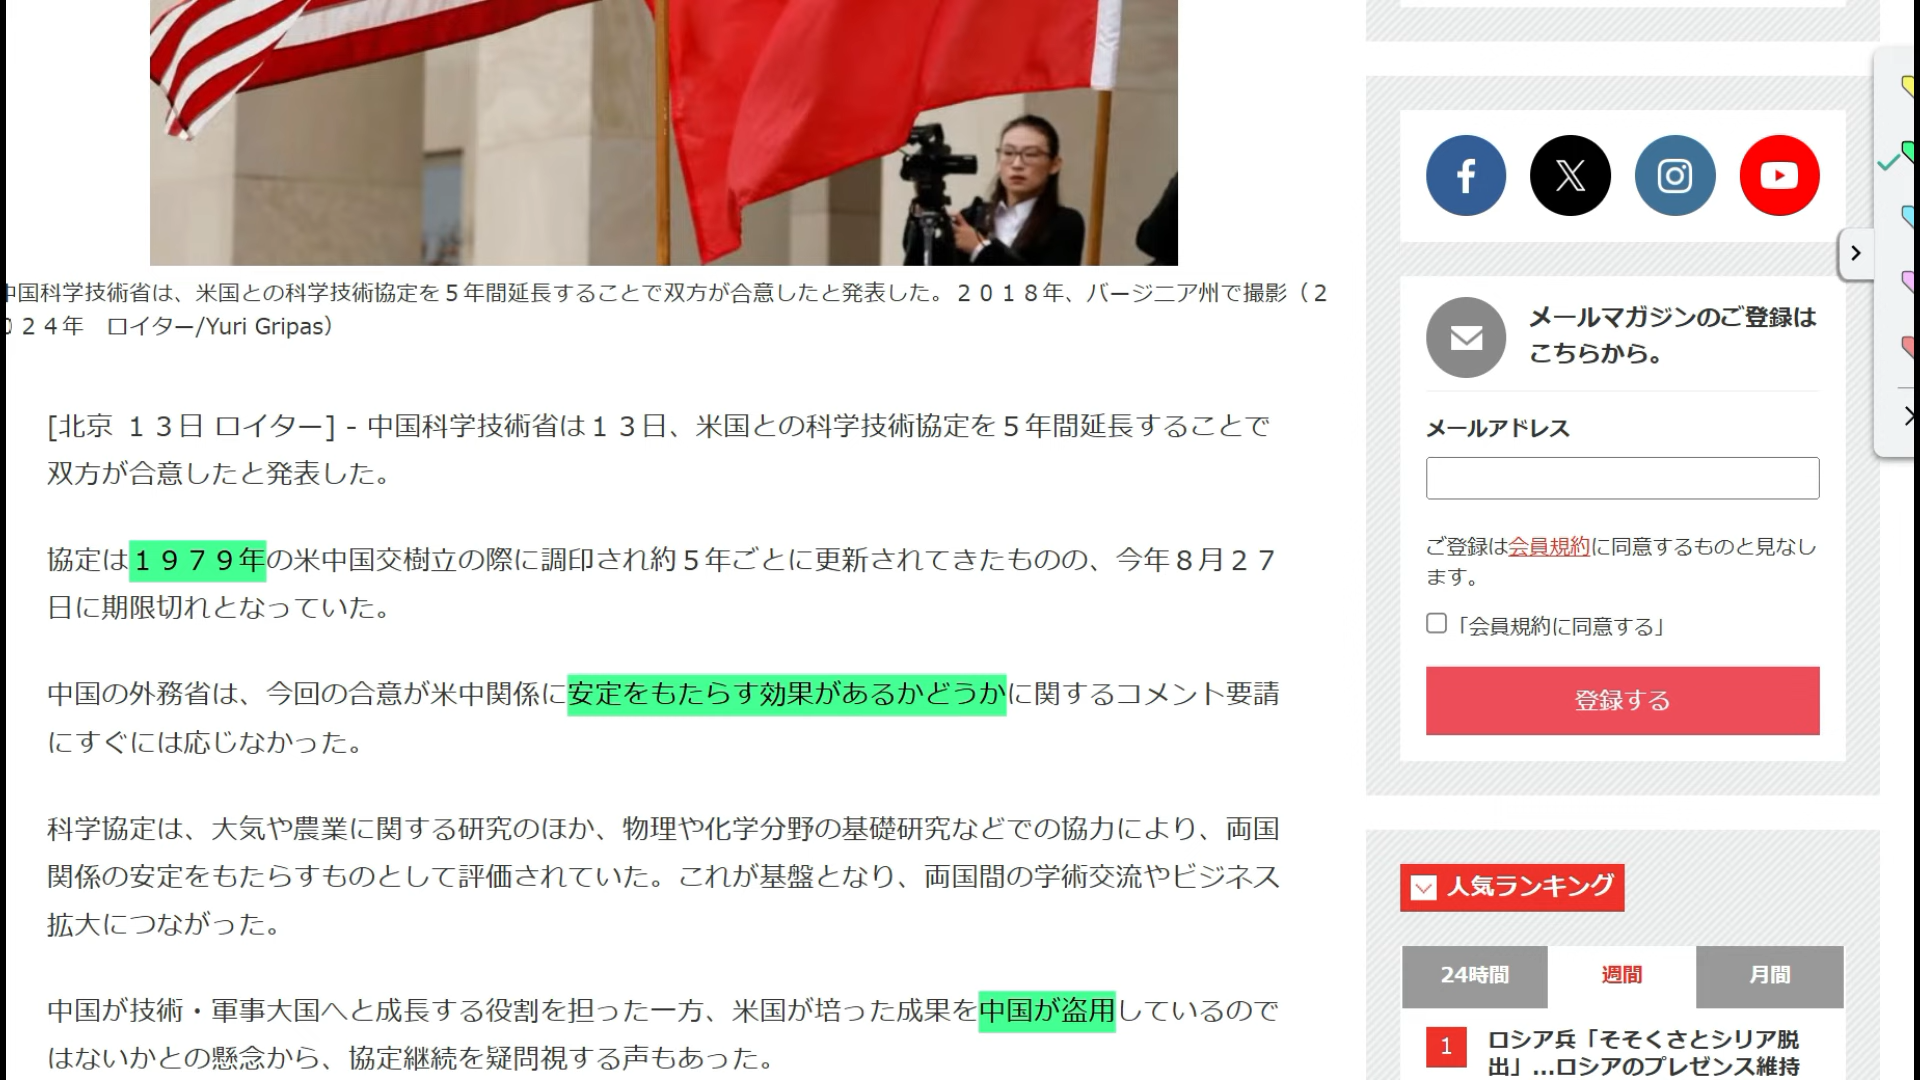 中国科学技術省は、米国との科学技術協定を５年間延長することで双方が合意したと発表した。２０１８年、バージニア州で撮影（２
０２４年　ロイター/Yuri Gripas）
[北京 １３日 ロイター] - 中国科学技術省は１３日、米国との科学技術協定を５年間延長することで
双方が合意したと発表した。
協定は１９７９年の米中国交樹立の際に調印され約５年ごとに更新されてきたものの、今年８月２７
日に期限切れとなっていた。
中国の外務省は、今回の合意が米中関係に安定をもたらす効果があるかどうかに関するコメント要請
にすぐには応じなかった。
科学協定は、大気や農業に関する研究のほか、物理や化学分野の基礎研究などでの協力により、両国
関係の安定をもたらすものとして評価されていた。これが基盤となり、両国間の学術交流やビジネス
拡大につながった。
中国が技術・軍事大国へと成長する役割を担った一方、米国が培った成果を中国が盗用しているので
はないかとの懸念から、協定継続を疑問視する声もあった。
メールマガジンのご登録は
こちらから。
メールアドレス
ご登録は会員規約に同意するものと見なし
ます。
「会員規約に同意する」
登録する
人気ランキング
24時間 週間 月間
1 ロシア兵「そそくさとシリア脱
出」...ロシアのプレゼンス維持